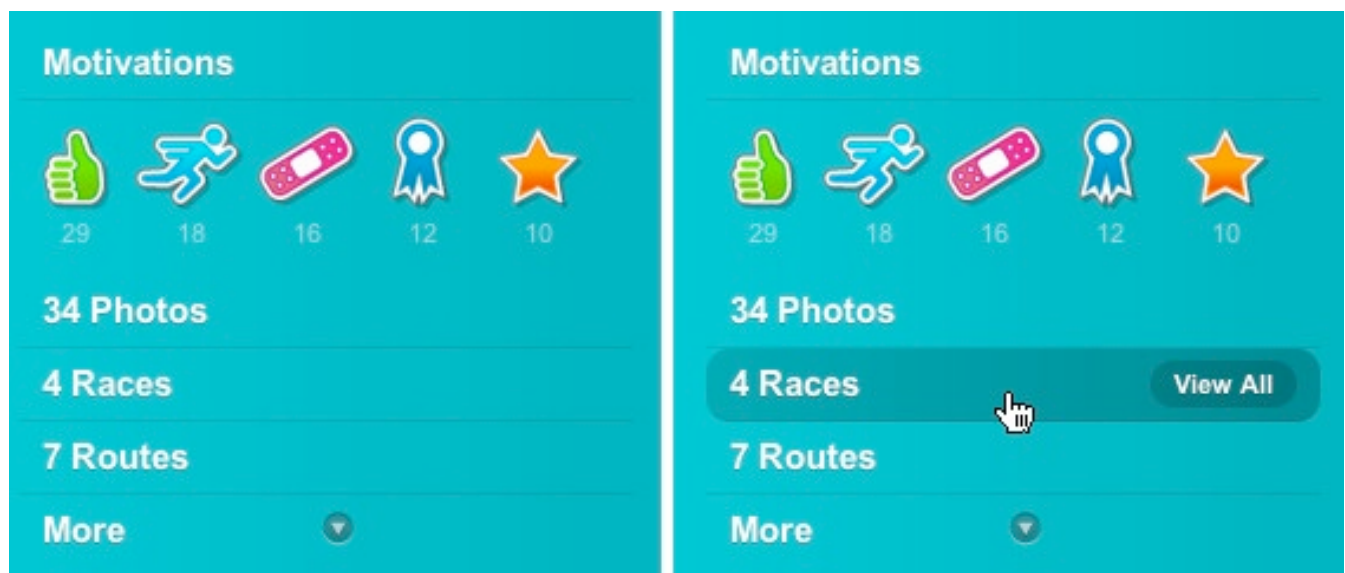 Motivations
29 18 16 12 10
34 Photos
4 Races
7 Routes
More
Motivations
29 18 16 12 10
34 Photos
4 Races View All
7 Routes
More